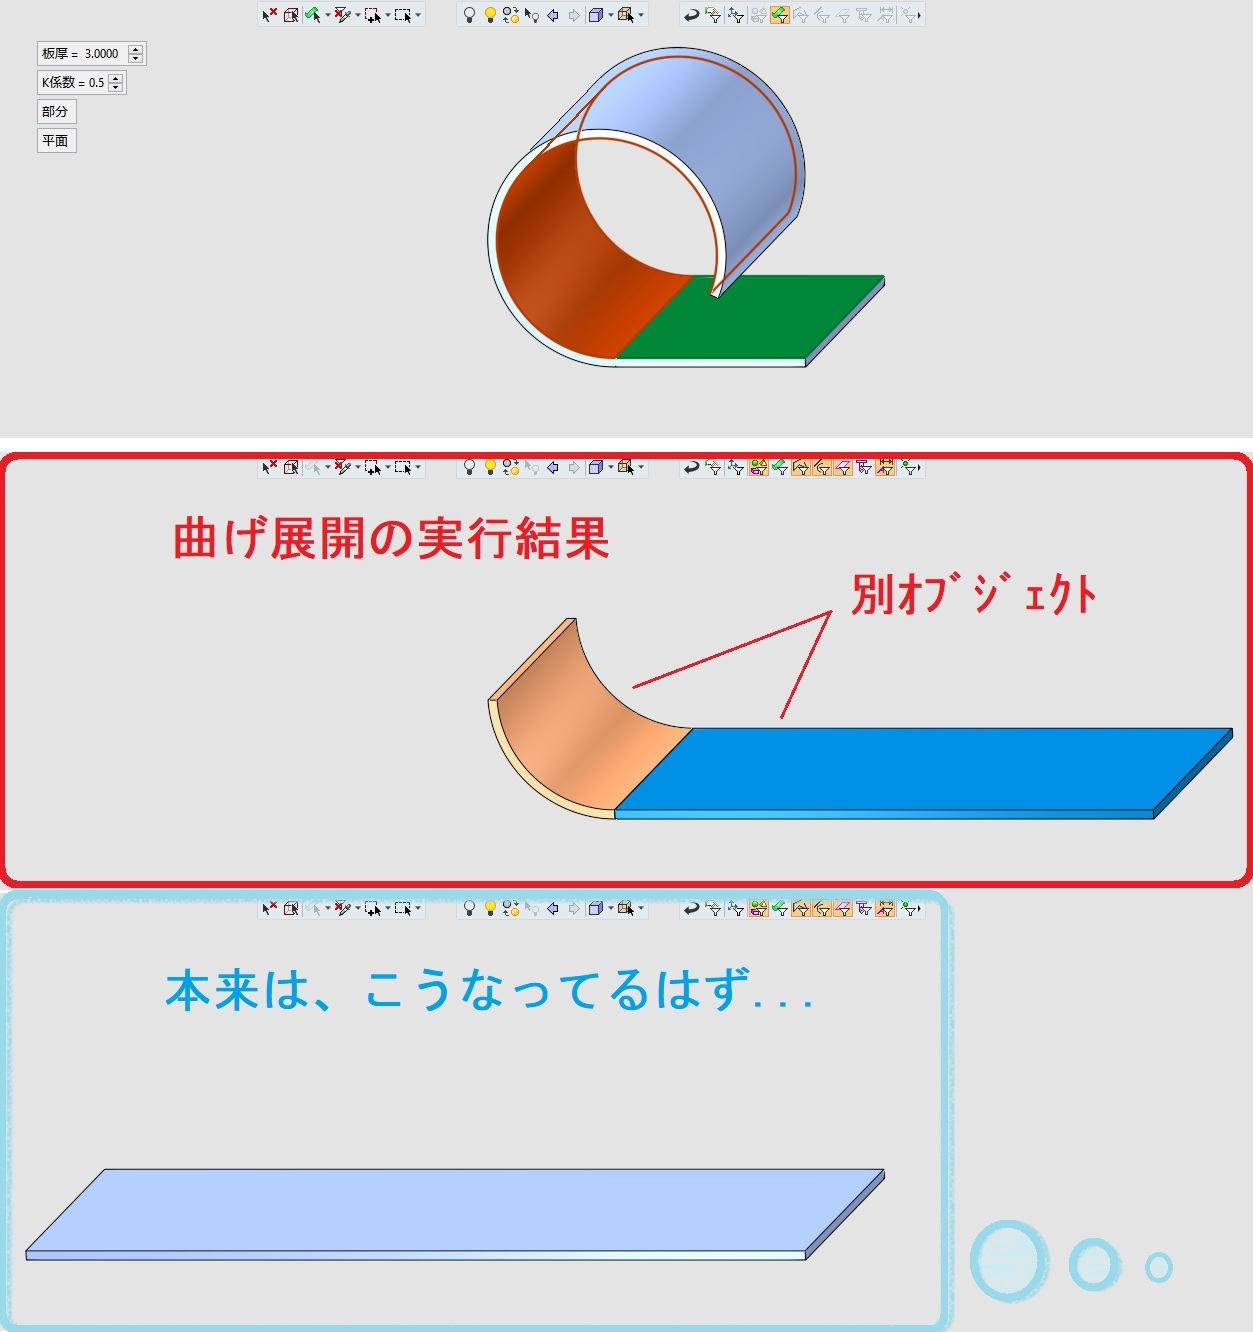 板厚 = 3.0000
K係数 = 0.5
部分
平面
曲げ展開の実行結果
別ｵﾌﾞｼﾞｪｸﾄ
本来は、こうなってるはず...